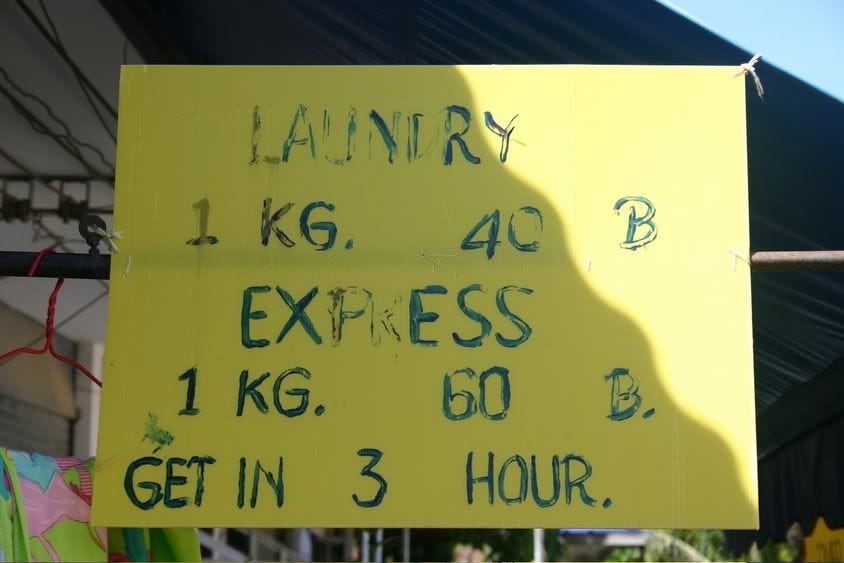 LAUNDRY
1 KG. 40 B
EXPRESS
1 KG. 60 B.
GET IN 3 HOUR.